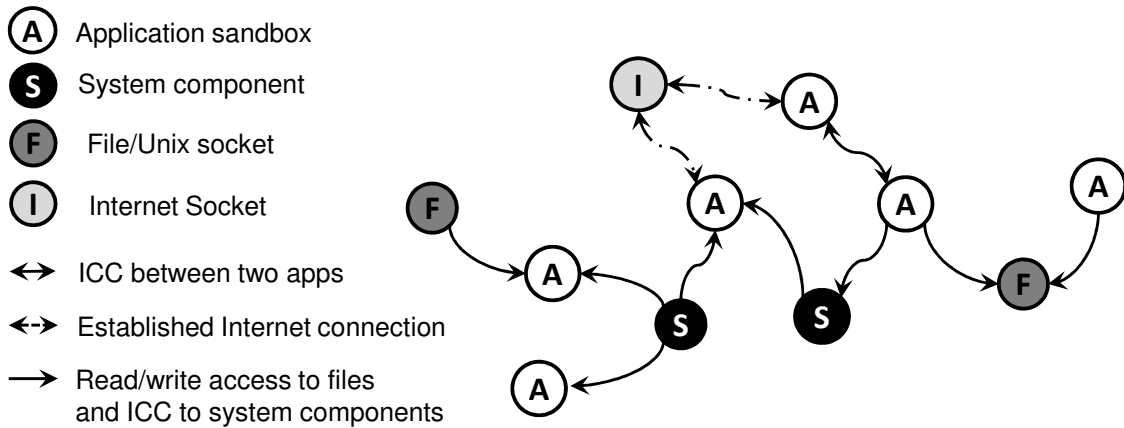 A Application sandbox
S System component
F File/Unix socket
I Internet Socket
ICC between two apps
Established Internet connection
Read/write access to files
and ICC to system components
I
A
A
F
A
A
A
A
S
S
F
A